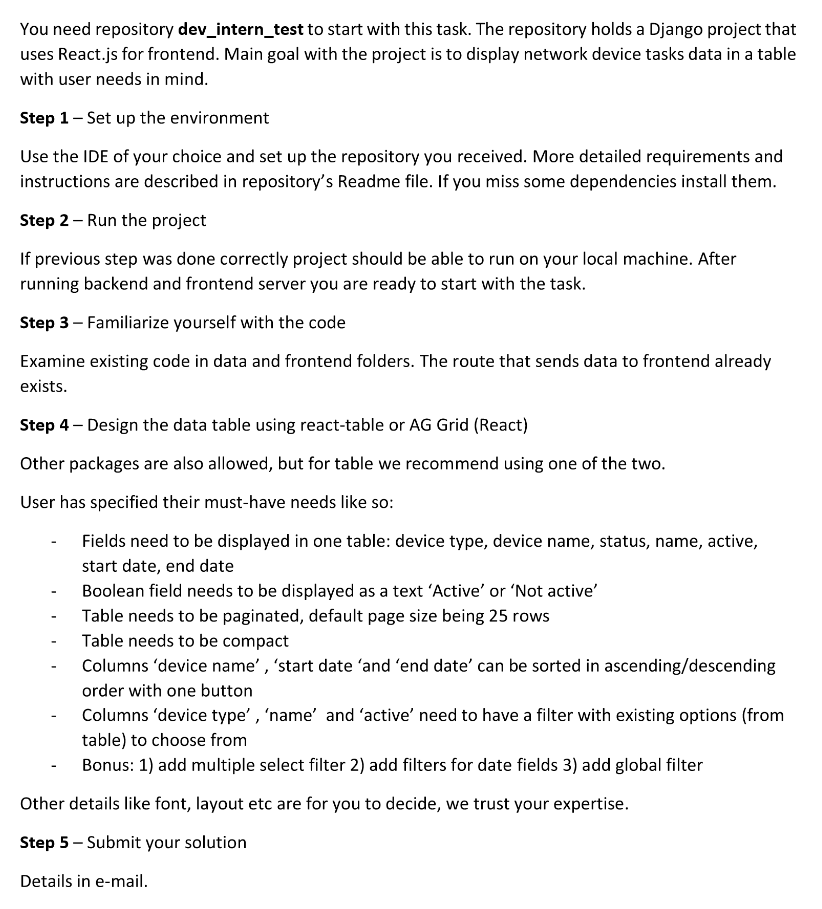 You need repository dev_intern_test to start with this task. The repository holds a Django project that
uses React.js for frontend. Main goal with the project is to display network device tasks data in a table
with user needs in mind.
Step 1 – Set up the environment
Use the IDE of your choice and set up the repository you received. More detailed requirements and
instructions are described in repository’s Readme file. If you miss some dependencies install them.
Step 2 – Run the project
If previous step was done correctly project should be able to run on your local machine. After
running backend and frontend server you are ready to start with the task.
Step 3 – Familiarize yourself with the code
Examine existing code in data and frontend folders. The route that sends data to frontend already
exists.
Step 4 – Design the data table using react-table or AG Grid (React)
Other packages are also allowed, but for table we recommend using one of the two.
User has specified their must-have needs like so:
- Fields need to be displayed in one table: device type, device name, status, name, active,
start date, end date
- Boolean field needs to be displayed as a text ‘Active’ or ‘Not active’
- Table needs to be paginated, default page size being 25 rows
- Table needs to be compact
- Columns ‘device name’ , ‘start date ‘and ‘end date’ can be sorted in ascending/descending
order with one button
- Columns ‘device type’ , ‘name’  and ‘active’ need to have a filter with existing options (from
table) to choose from
- Bonus: 1) add multiple select filter 2) add filters for date fields 3) add global filter
Other details like font, layout etc are for you to decide, we trust your expertise.
Step 5 – Submit your solution
Details in e-mail.